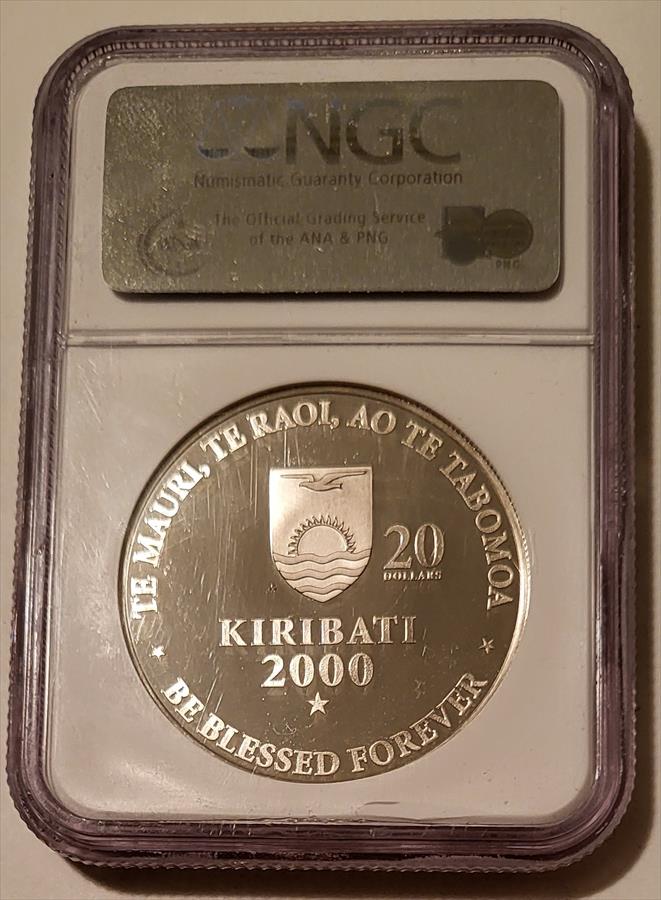 NGC
Numismatic Guaranty Corporation
The Official Grading Service
of the ANA & PNG
ANA
PNG
TE MAURI, TE RAOI, AO TE TABOMOA
20
DOLLARS
KIRIBATI
2000
BE BLESSED FOREVER